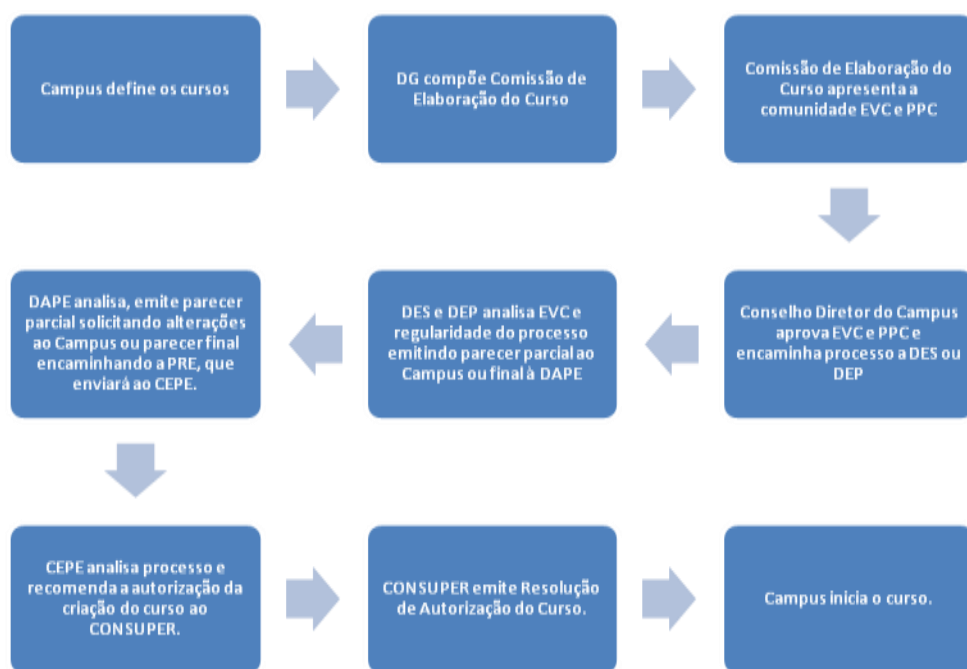 Campus define os cursos
DG compõe Comissão de
Elaboração do Curso
Comissão de Elaboração do
Curso apresenta a
comunidade EVC e PPC
Conselho Diretor do Campus
aprova EVC e PPC e
encaminha processo a DES ou
DEP
DES e DEP analisa EVC e
regularidade do processo
emitindo parecer parcial ao
Campus ou final à DAPE
DAPE analisa, emite parecer
parcial solicitando alterações
ao Campus ou parecer final
encaminhando a PRE, que
enviará ao CEPE.
CEPE analisa processo e
recomenda a autorização da
criação do curso ao
CONSUPER.
CONSUPER emite Resolução
de Autorização do Curso.
Campus inicia o curso.